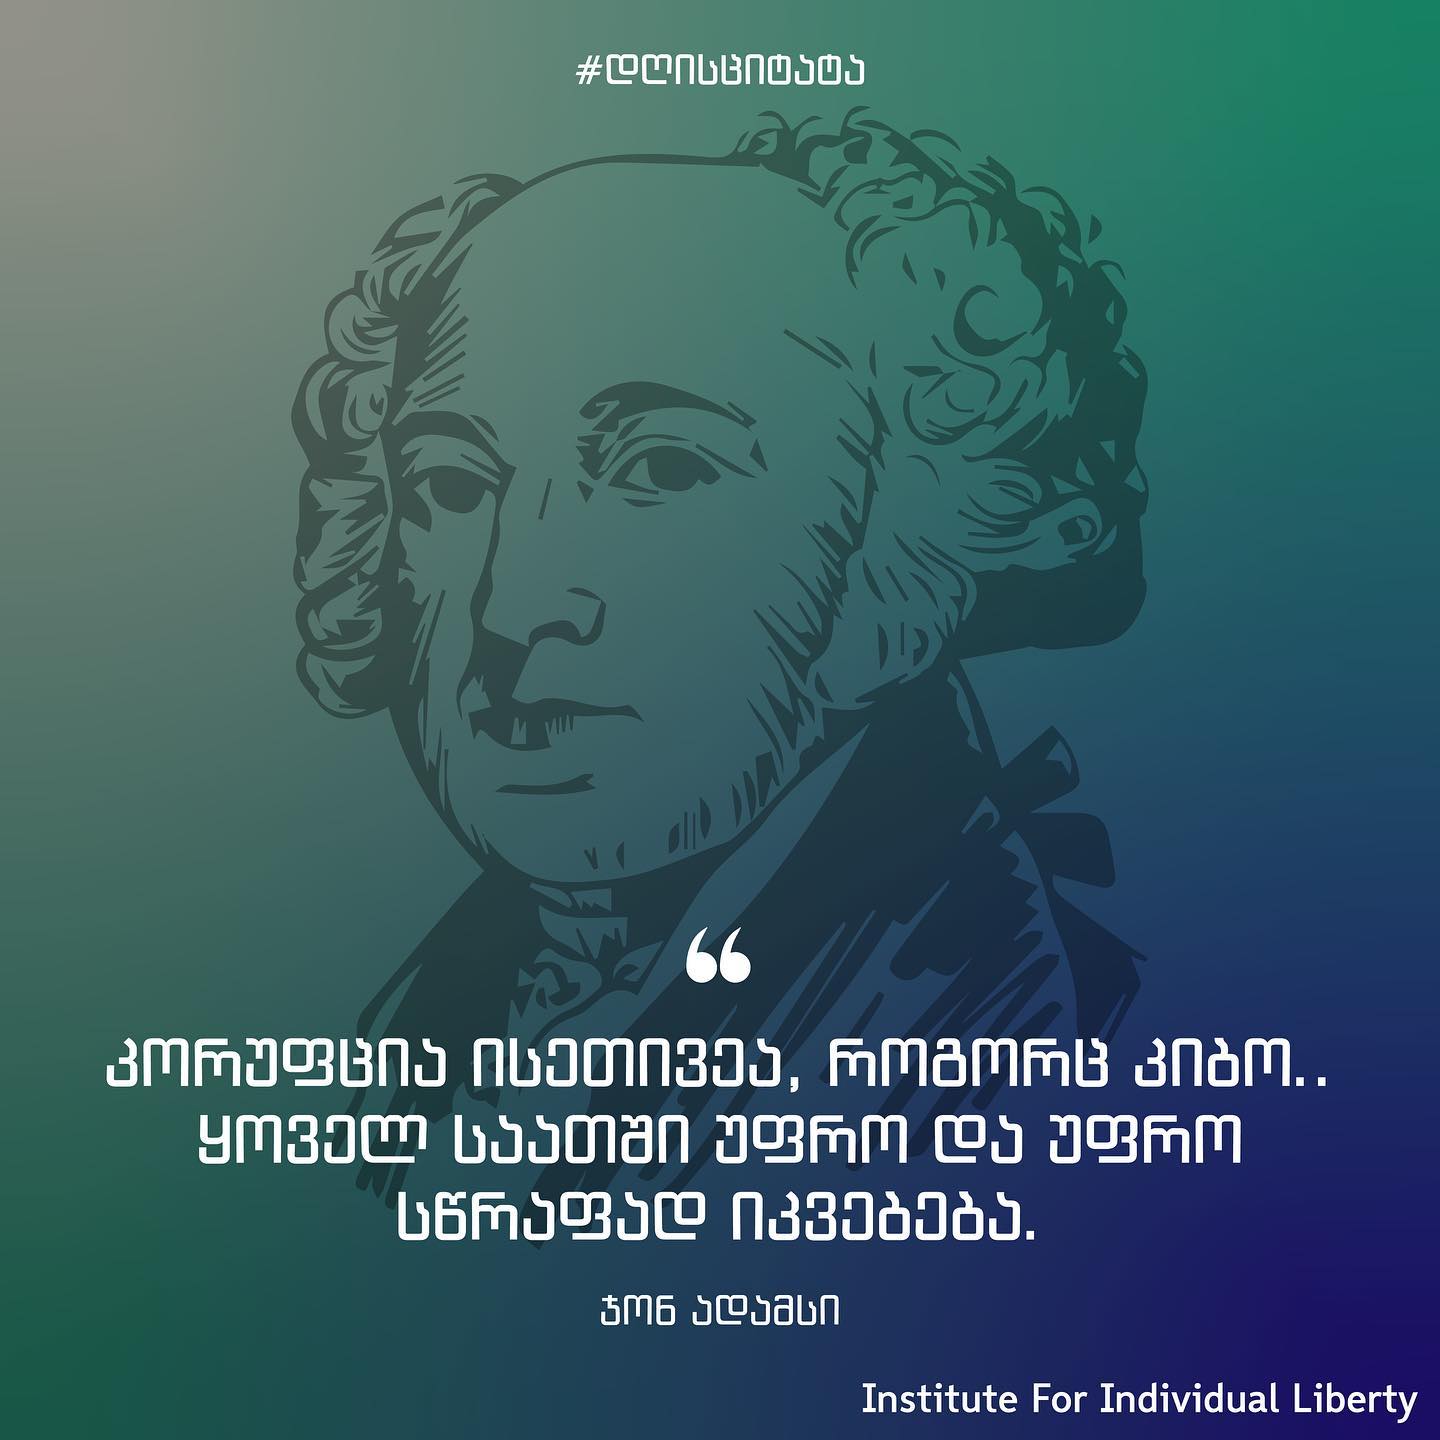 #დღისციტატა
“
კორუფცია ისეთივეა, როგორც კიბო..
ყოველ საათში უფრო და უფრო
სწრაფად იკვებება.
ჯონ ადამსი
Institute For Individual Liberty